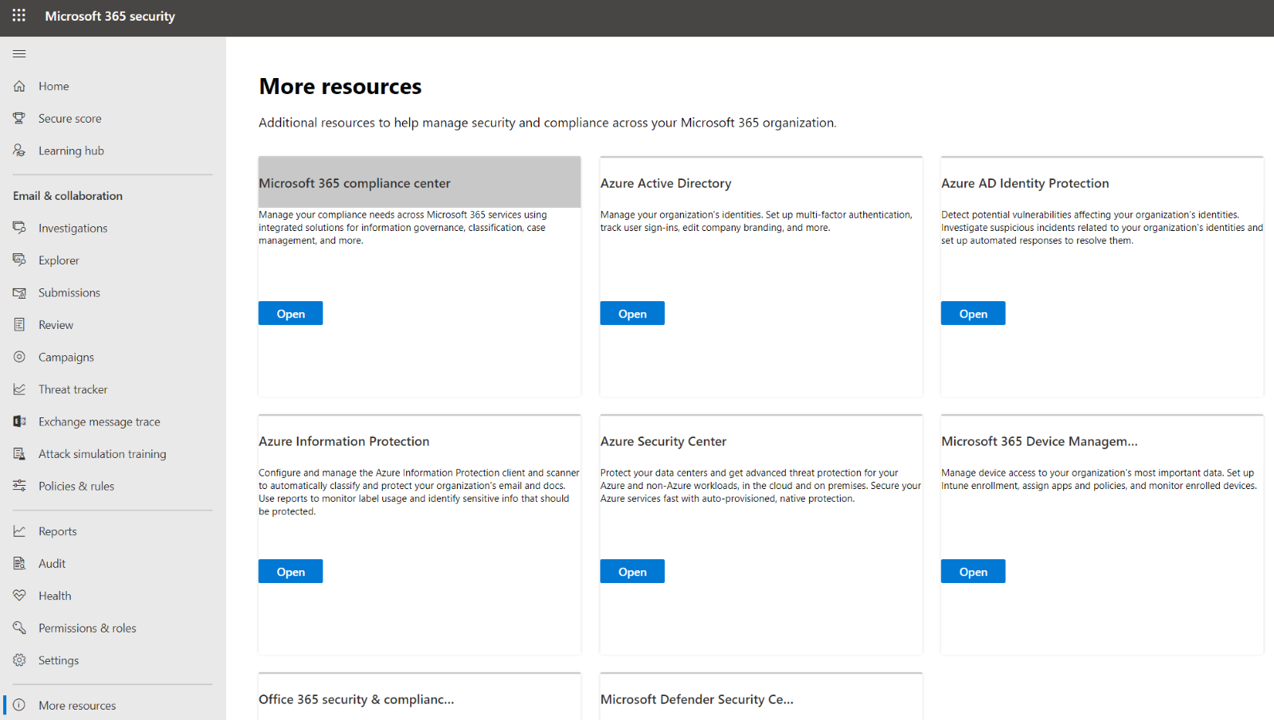 Microsoft 365 security
Home
Secure score
Learning hub
Email & collaboration
Investigations
Explorer
Submissions
Review
Campaigns
Threat tracker
Exchange message trace
Attack simulation training
Policies & rules
Reports
Audit
Health
Permissions & roles
Settings
More resources
More resources
Additional resources to help manage security and compliance across your Microsoft 365 organization.
Microsoft 365 compliance center
Manage your compliance needs across Microsoft 365 services using
integrated solutions for information governance, classification, case
management, and more.
Open
Azure Active Directory
Manage your organization's identities. Set up multi-factor authentication,
track user sign-ins, edit company branding, and more.
Open
Azure AD Identity Protection
Detect potential vulnerabilities affecting your organization's identities.
Investigate suspicious incidents related to your organization's identities and
set up automated responses to resolve them.
Open
Azure Information Protection
Configure and manage the Azure Information Protection client and scanner
to automatically classify and protect your organization's email and docs.
Use reports to monitor label usage and identify sensitive info that should
be protected.
Open
Azure Security Center
Protect your data centers and get advanced threat protection for your
Azure and non-Azure workloads, in the cloud and on premises. Secure your
Azure services fast with auto-provisioned, native protection.
Open
Microsoft 365 Device Managem...
Manage device access to your organization's most important data. Set up
Intune enrollment, assign apps and policies, and monitor enrolled devices.
Open
Office 365 security & complianc...
Microsoft Defender Security Ce...